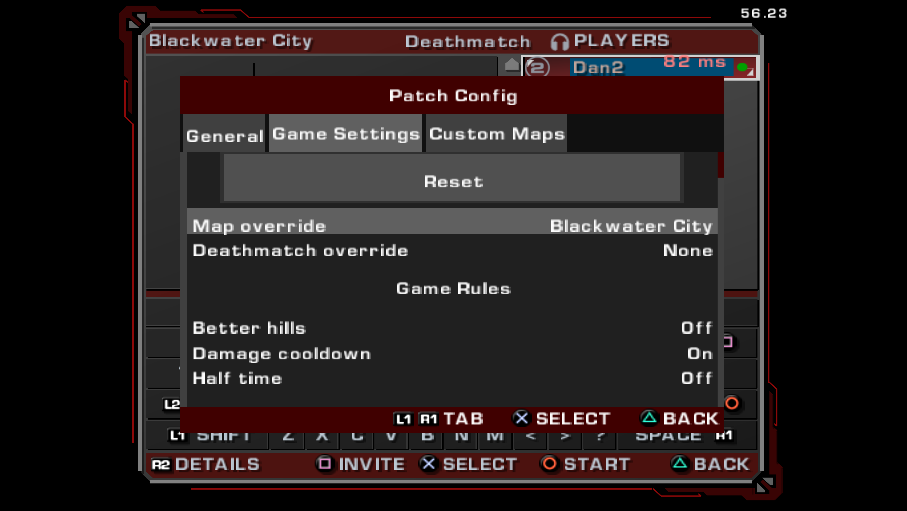 56.23
Blackwater City Deathmatch PLAYERS
2 Dan2 82 ms
Patch Config
General Game Settings Custom Maps
Reset
Map override Blackwater City
Deathmatch override None
Game Rules
Better hills Off
Damage cooldown On
Half time Off
L2
L1 R1 TAB SELECT BACK
L1 SHIFT Z X C V B N M < > ? SPACE R1
R2 DETAILS INVITE SELECT START BACK